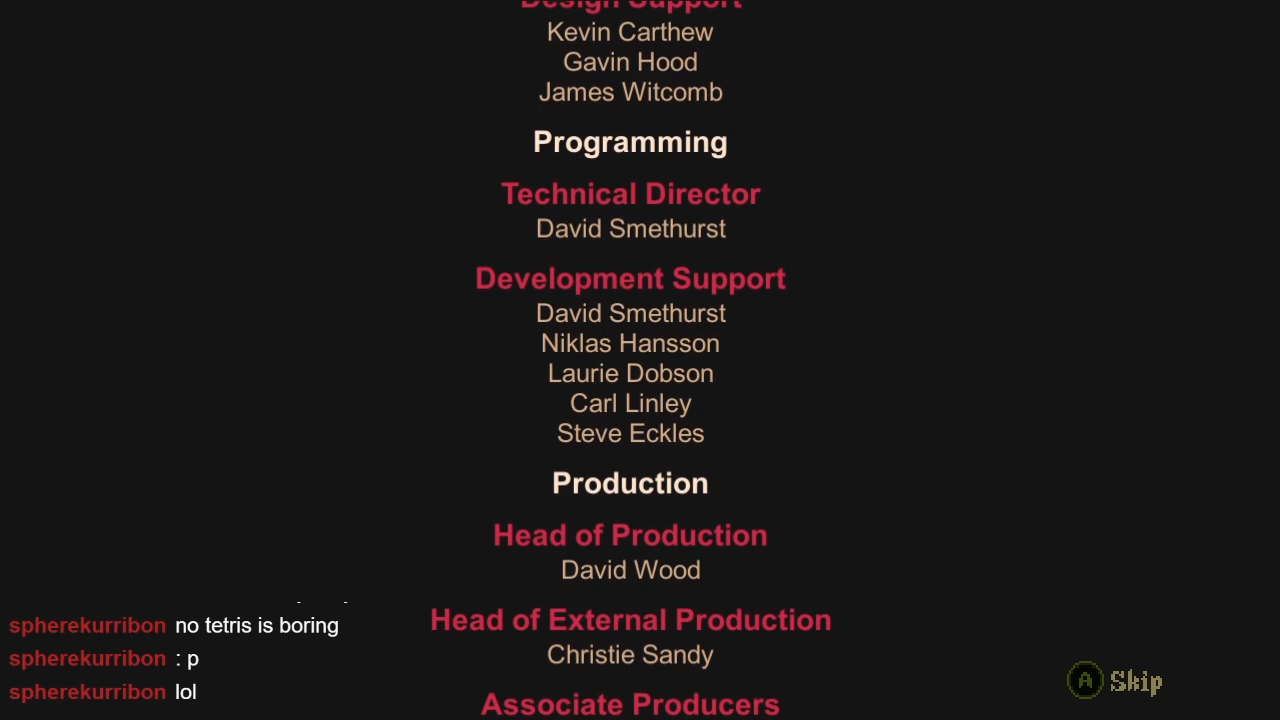 Design Support
Kevin Carthew
Gavin Hood
James Witcomb
Programming
Technical Director
David Smethurst
Development Support
David Smethurst
Niklas Hansson
Laurie Dobson
Carl Linley
Steve Eckles
Production
Head of Production
David Wood
Head of External Production
Christie Sandy
Associate Producers
spherekurribon no tetris is boring
spherekurribon : p
spherekurribon lol
A Skip